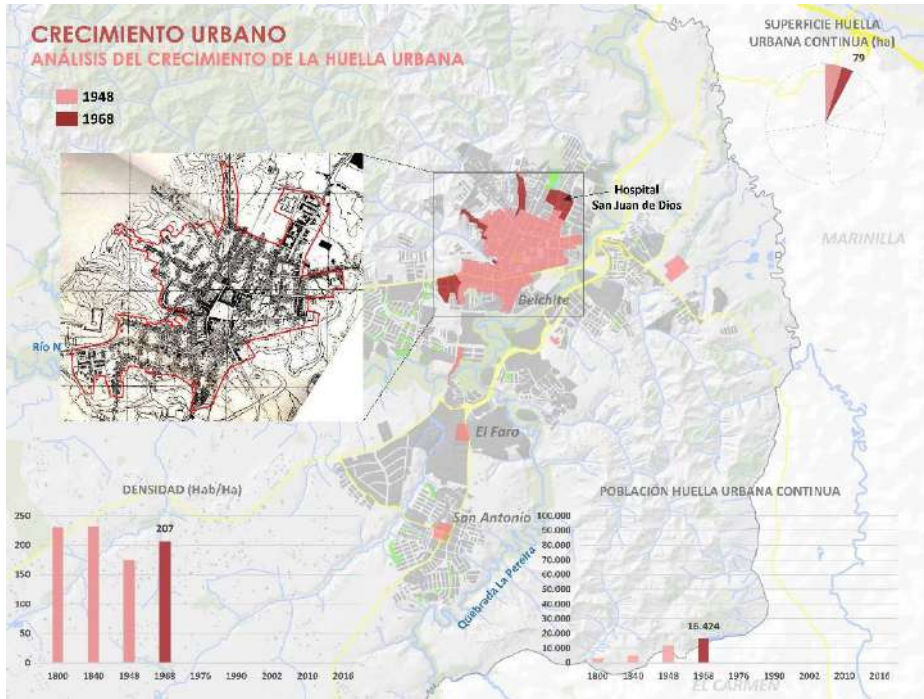 CRECIMIENTO URBANO
ANÁLISIS DEL CRECIMIENTO DE LA HUELLA URBANA
1948
1968
SUPERFICIE HUELLA
URBANA CONTINUA (ha)
79
Hospital
San Juan de Dios
MARINILLA
Belchite
Río N
El Faro
San Antonio
Quebrada La Pereira
EL CARMEN
DENSIDAD (Hab/Ha)
250
200
150
100
50
0
207
1800 1840 1948 1968 1976 1990 2002 2010 2016
POBLACIÓN HUELLA URBANA CONTINUA
100.000
90.000
80.000
70.000
60.000
50.000
40.000
30.000
20.000
10.000
0
16.424
1800 1840 1948 1968 1976 1990 2002 2010 2016